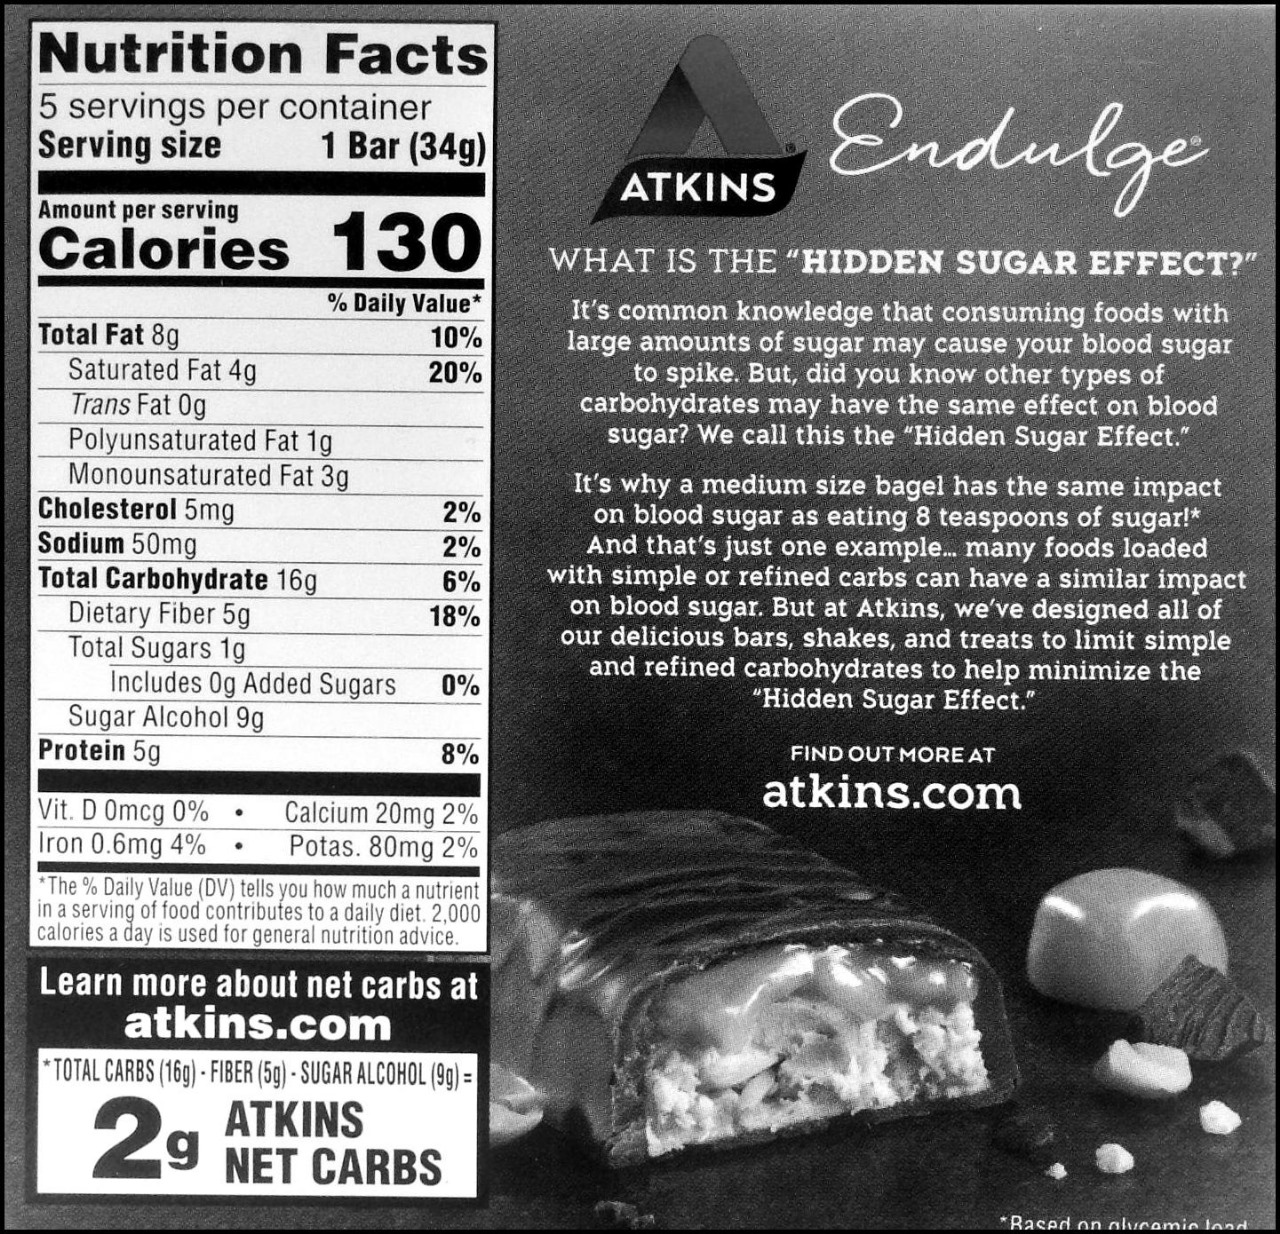 Nutrition Facts
5 servings per container
Serving size 1 Bar (34g)
Amount per serving
Calories 130
% Daily Value*
Total Fat 8g 10%
Saturated Fat 4g 20%
Trans Fat 0g
Polyunsaturated Fat 1g
Monounsaturated Fat 3g
Cholesterol 5mg 2%
Sodium 50mg 2%
Total Carbohydrate 16g 6%
Dietary Fiber 5g 18%
Total Sugars 1g
Includes 0g Added Sugars 0%
Sugar Alcohol 9g
Protein 5g 8%
Vit. D 0mcg 0% • Calcium 20mg 2%
Iron 0.6mg 4% • Potas. 80mg 2%
*The % Daily Value (DV) tells you how much a nutrient
in a serving of food contributes to a daily diet. 2,000
calories a day is used for general nutrition advice.
Learn more about net carbs at
atkins.com
*TOTAL CARBS (16g) - FIBER (5g) - SUGAR ALCOHOL (9g) =
2g ATKINS
NET CARBS
ATKINS®
Endulge®
WHAT IS THE “HIDDEN SUGAR EFFECT?”
It's common knowledge that consuming foods with
large amounts of sugar may cause your blood sugar
to spike. But, did you know other types of
carbohydrates may have the same effect on blood
sugar? We call this the “Hidden Sugar Effect.”
It's why a medium size bagel has the same impact
on blood sugar as eating 8 teaspoons of sugar!*
And that's just one example... many foods loaded
with simple or refined carbs can have a similar impact
on blood sugar. But at Atkins, we've designed all of
our delicious bars, shakes, and treats to limit simple
and refined carbohydrates to help minimize the
“Hidden Sugar Effect.”
FIND OUT MORE AT
atkins.com
*Based on glycemic load